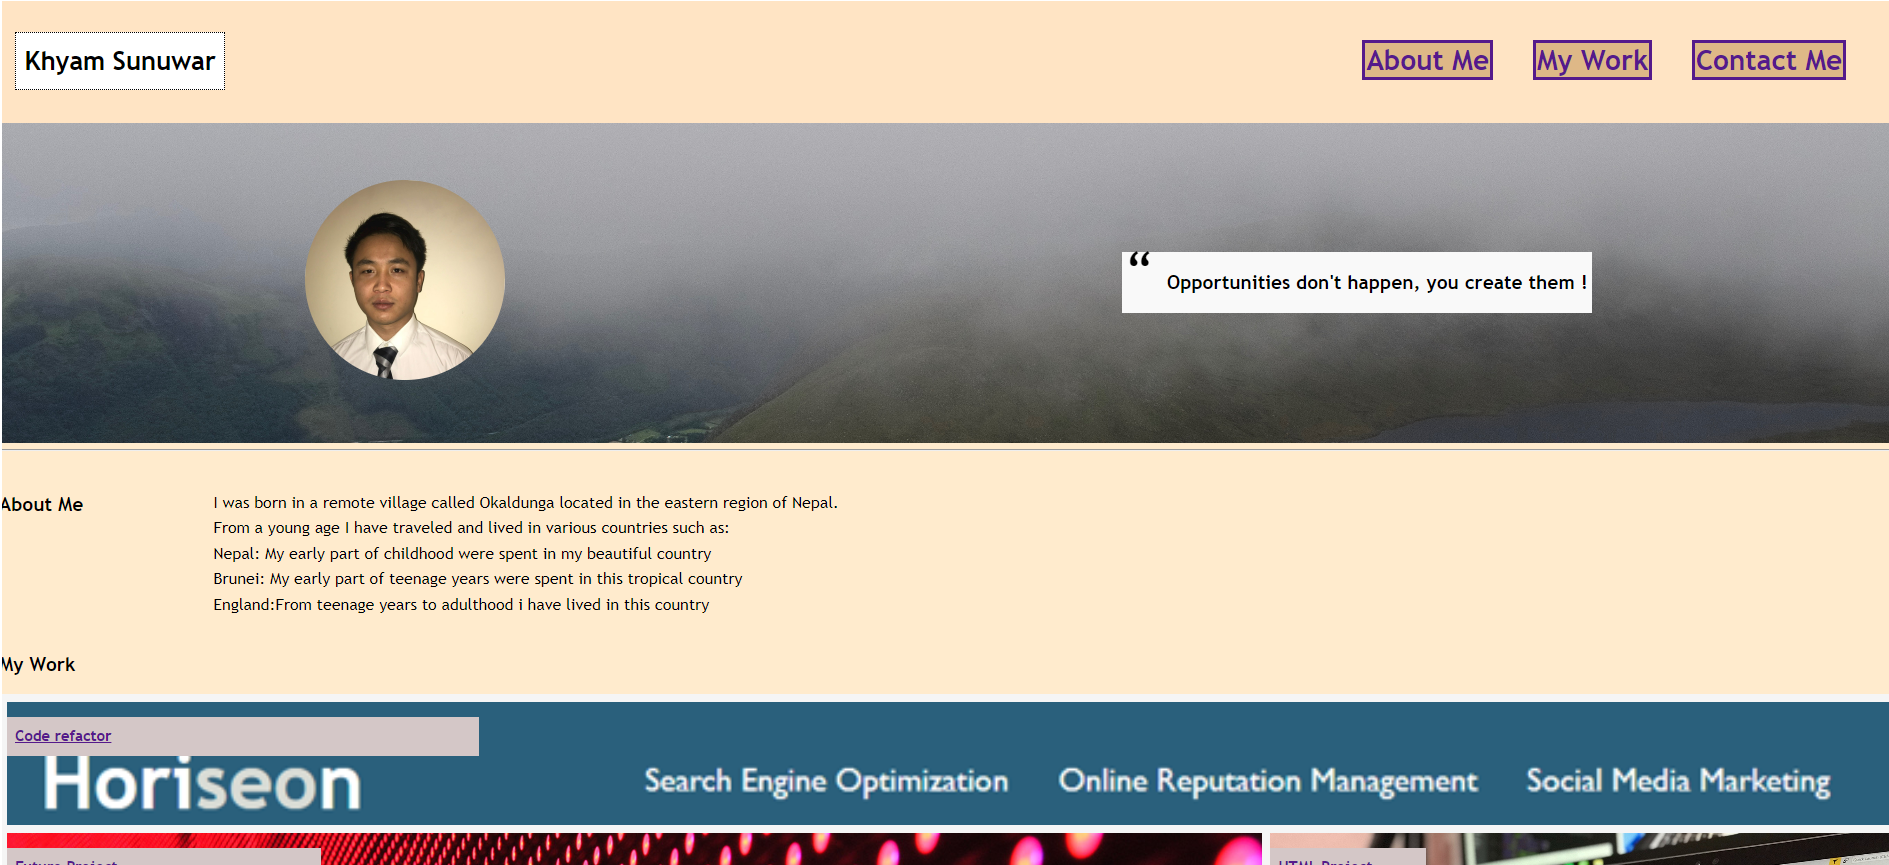 Khyam Sunuwar
About Me
My Work
Contact Me
“
Opportunities don't happen, you create them !
About Me
I was born in a remote village called Okaldunga located in the eastern region of Nepal.
From a young age I have traveled and lived in various countries such as:
Nepal: My early part of childhood were spent in my beautiful country
Brunei: My early part of teenage years were spent in this tropical country
England:From teenage years to adulthood i have lived in this country
My Work
Code refactor
Horiseon
Search Engine Optimization
Online Reputation Management
Social Media Marketing
Future Project
HTML Project